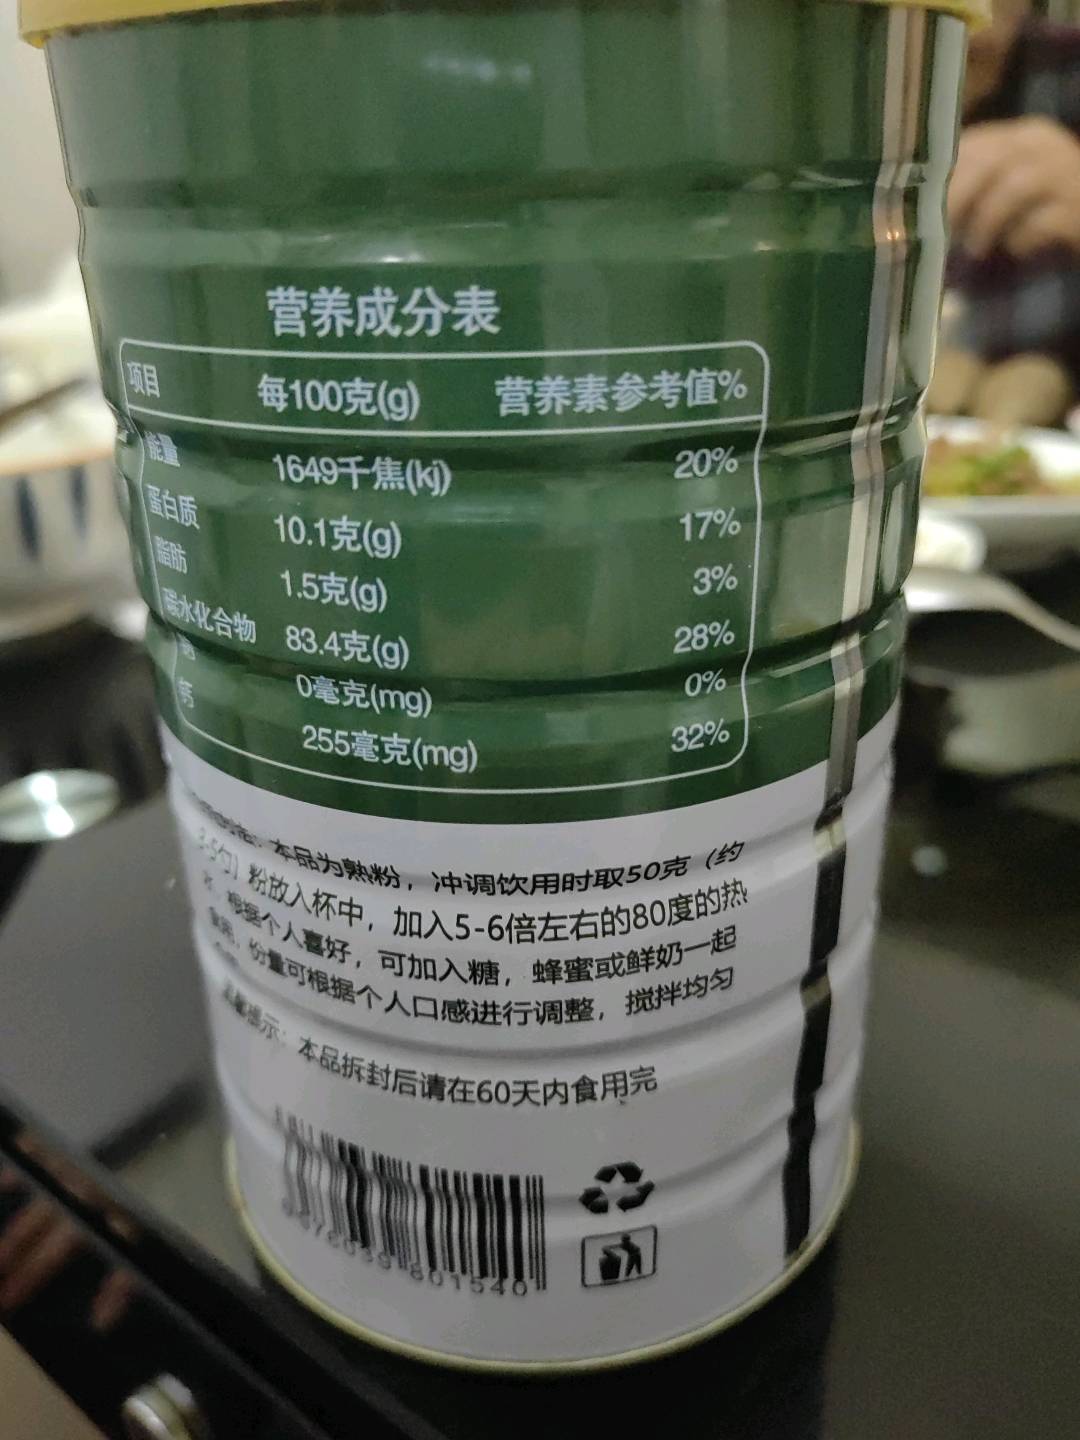 营养成分表
项目 每100克(g) 营养素参考值%
能量 1649千焦(kj) 20%
蛋白质 10.1克(g) 17%
脂肪 1.5克(g) 3%
碳水化合物 83.4克(g) 28%
0毫克(mg) 0%
钙 255毫克(mg) 32%
本品为熟粉，冲调饮用时取50克（约
粉放入杯中，加入5-6倍左右的80度的热
根据个人喜好，可加入糖，蜂蜜或鲜奶一起
份量可根据个人口感进行调整，搅拌均匀
提示：本品拆封后请在60天内食用完
801540